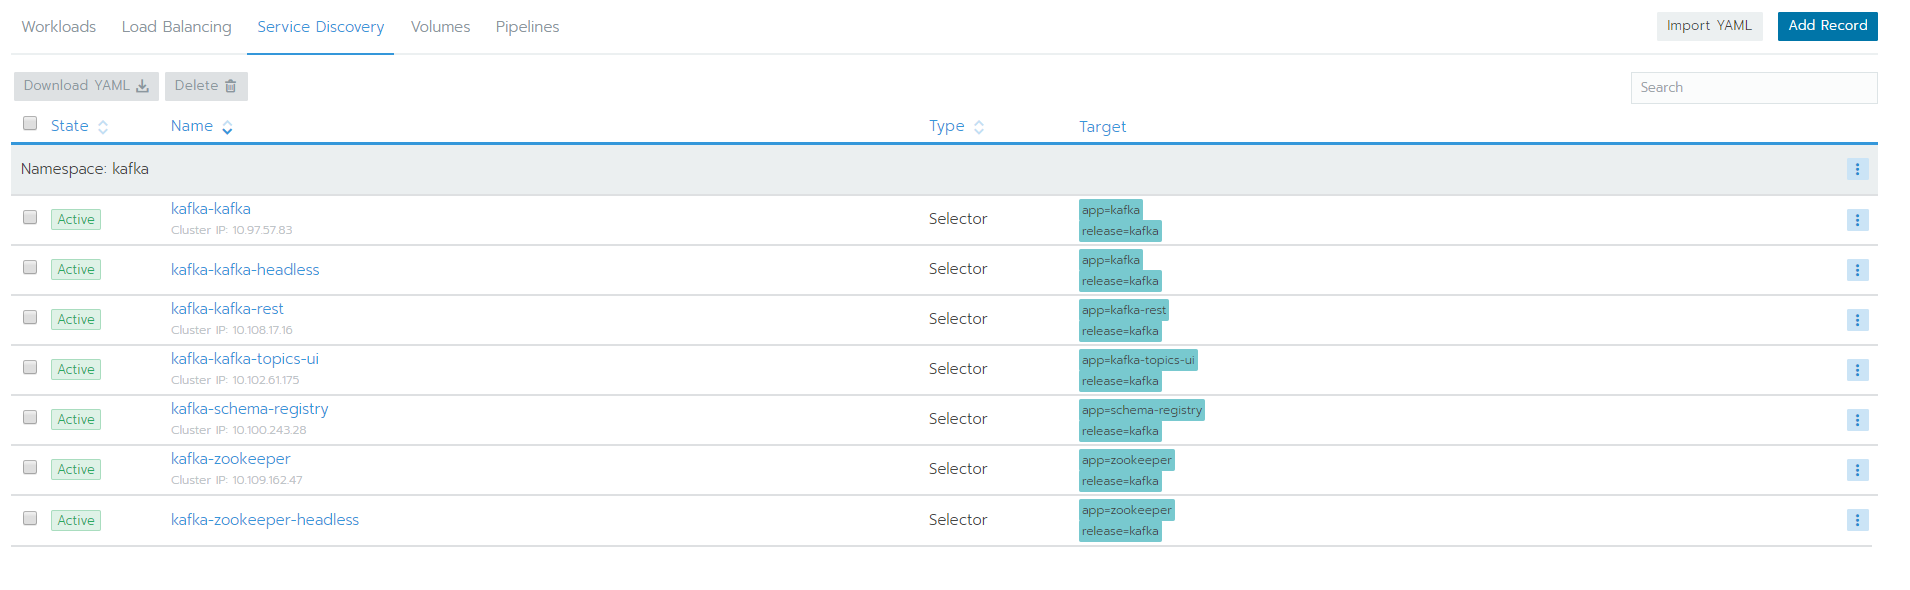 Workloads Load Balancing Service Discovery Volumes Pipelines Import YAML Add Record
Download YAML Delete Search
State Name Type Target
Namespace: kafka
Active kafka-kafka Selector app=kafka
Cluster IP: 10.97.57.83 release=kafka
Active kafka-kafka-headless Selector app=kafka
release=kafka
Active kafka-kafka-rest Selector app=kafka-rest
Cluster IP: 10.108.17.16 release=kafka
Active kafka-kafka-topics-ui Selector app=kafka-topics-ui
Cluster IP: 10.102.61.175 release=kafka
Active kafka-schema-registry Selector app=schema-registry
Cluster IP: 10.100.243.28 release=kafka
Active kafka-zookeeper Selector app=zookeeper
Cluster IP: 10.109.162.47 release=kafka
Active kafka-zookeeper-headless Selector app=zookeeper
release=kafka